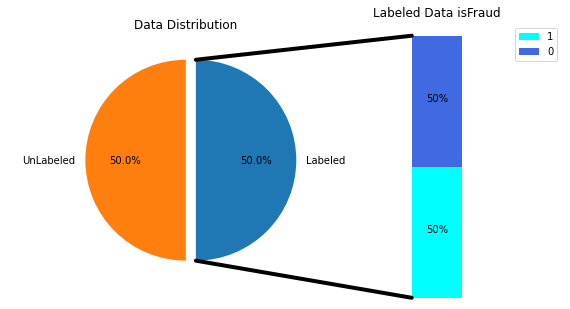 Labeled Data isFraud
Data Distribution
1
0
50%
UnLabeled
50.0%
50.0%
Labeled
50%